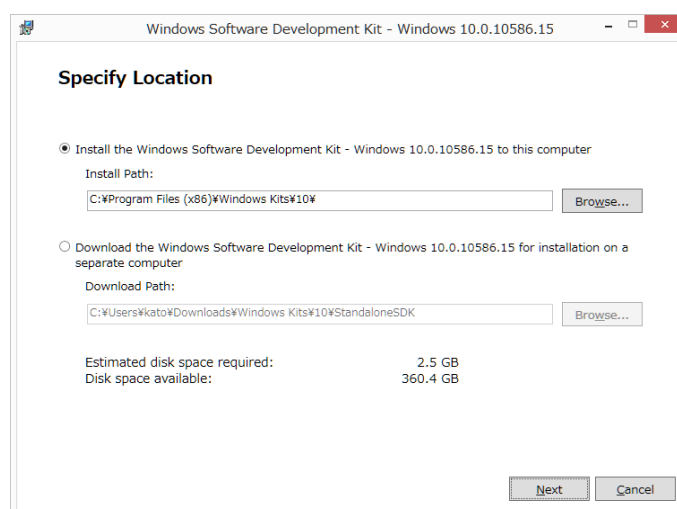 Windows Software Development Kit - Windows 10.0.10586.15
Specify Location
Install the Windows Software Development Kit - Windows 10.0.10586.15 to this computer
Install Path:
C:¥Program Files (x86)¥Windows Kits¥10¥
Browse...
Download the Windows Software Development Kit - Windows 10.0.10586.15 for installation on a
separate computer
Download Path:
C:¥Users¥kato¥Downloads¥Windows Kits¥10¥StandaloneSDK
Browse...
Estimated disk space required: 2.5 GB
Disk space available: 360.4 GB
Next Cancel